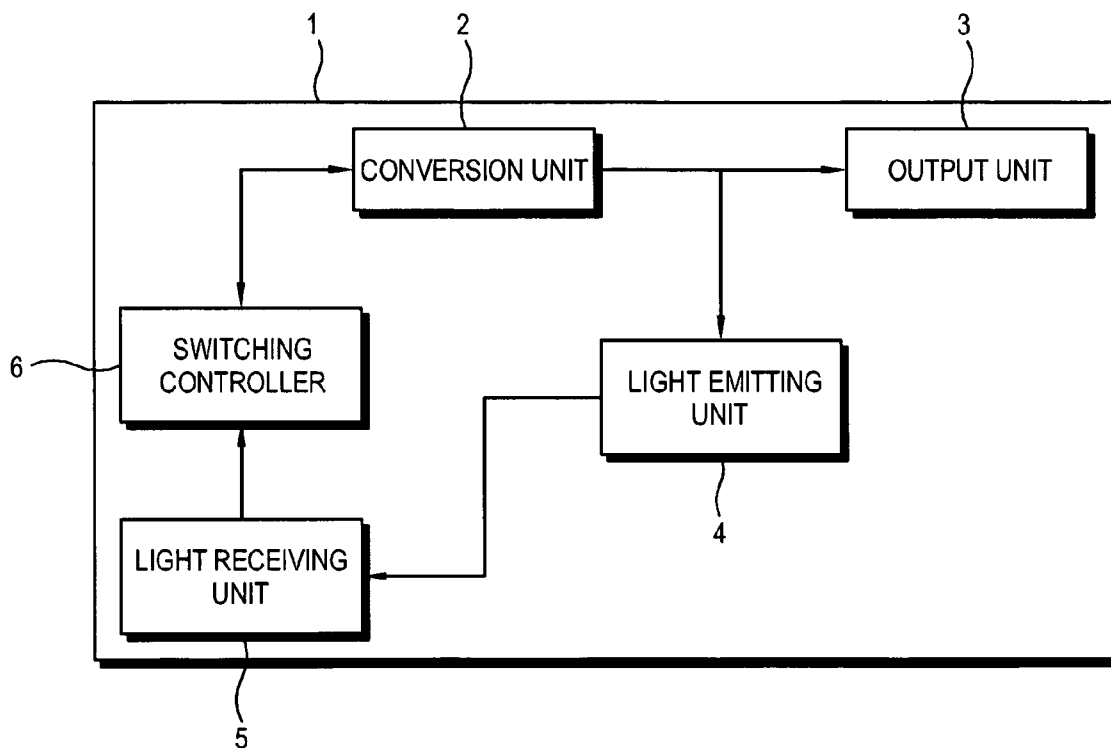 1
2
3
CONVERSION UNIT
OUTPUT UNIT
SWITCHING
CONTROLLER
6
LIGHT EMITTING
UNIT
4
LIGHT RECEIVING
UNIT
5